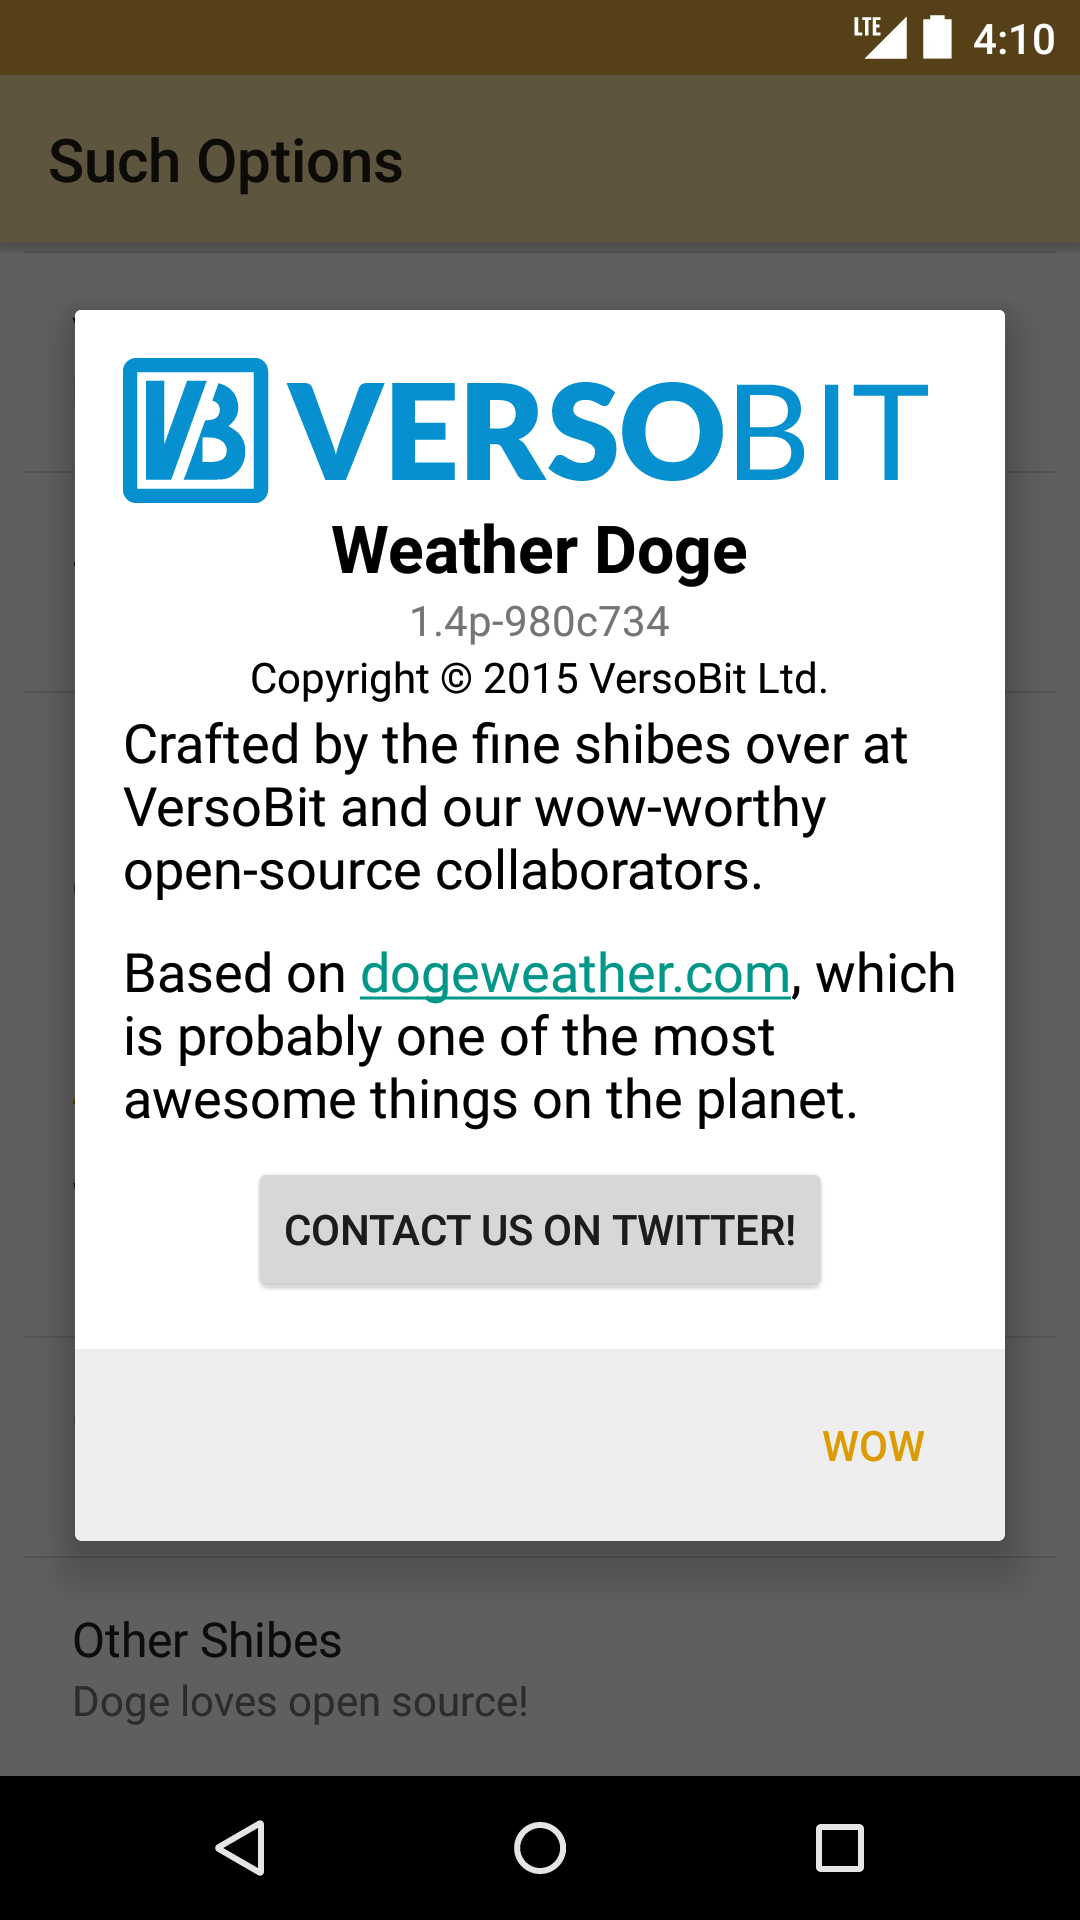 LTE 4:10
Such Options
VB VERSOBIT
Weather Doge
1.4p-980c734
Copyright © 2015 VersoBit Ltd.
Crafted by the fine shibes over at
VersoBit and our wow-worthy
open-source collaborators.
Based on dogeweather.com, which
is probably one of the most
awesome things on the planet.
CONTACT US ON TWITTER!
WOW
Other Shibes
Doge loves open source!